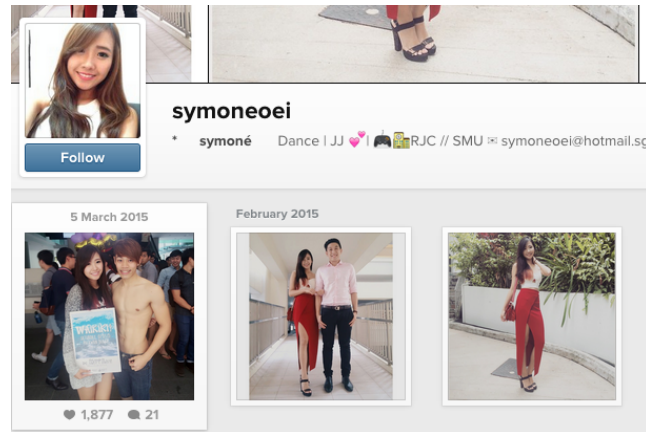 symoneoei
* symoné Dance | JJ 💕 | 🎮🏫RJC // SMU ✉ symoneoei@hotmail.sg
Follow
5 March 2015
February 2015
1,877 21